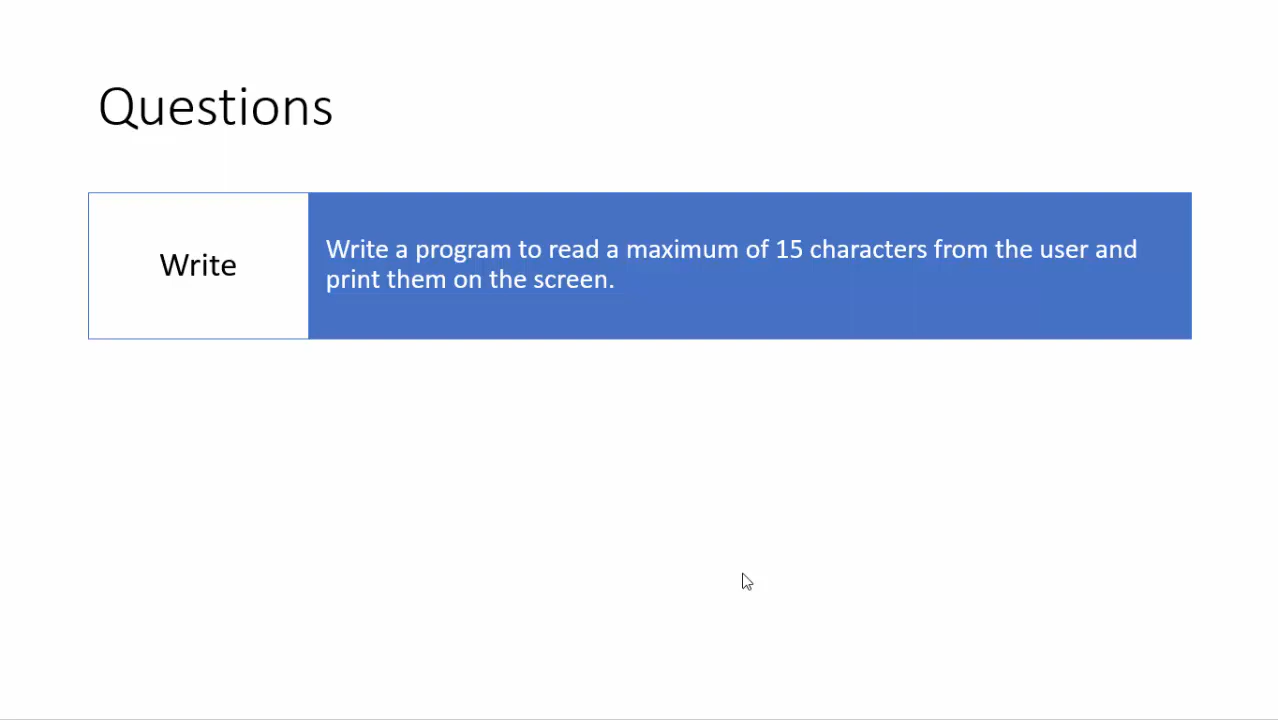 Questions
Write
Write a program to read a maximum of 15 characters from the user and
print them on the screen.